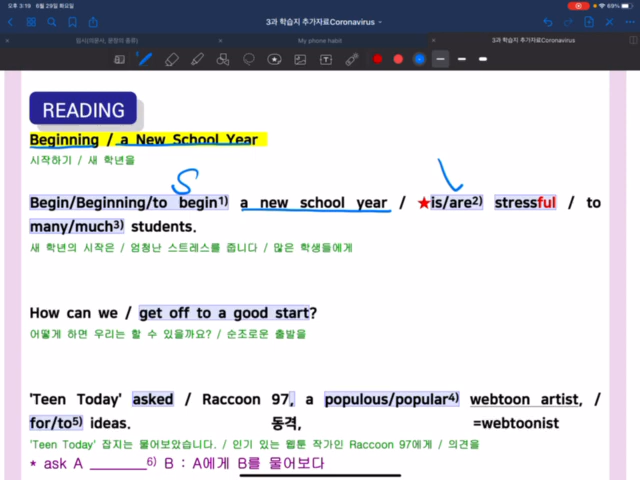 오후 3:19 9월 29일 화요일
69%
3과 학습지 추가자료Coronavirus
My phone habit
3과 학습지 추가자료Coronavirus
READING
Beginning / a New School Year
시작하기 / 새 학년을
S
Begin/Beginning/to begin1) a new school year / ★is/are2) stressful / to
many/much3) students.
새 학년의 시작은 / 엄청난 스트레스를 줍니다 / 많은 학생들에게
How can we / get off to a good start?
어떻게 하면 우리는 할 수 있을까요? / 순조로운 출발을
'Teen Today' asked / Raccoon 97, a populous/popular4) webtoon artist, /
for/to5) ideas. 동격, =webtoonist
'Teen Today' 잡지는 물어보았습니다. / 인기 있는 웹툰 작가인 Raccoon 97에게 / 의견을
* ask A ________6) B : A에게 B를 물어보다